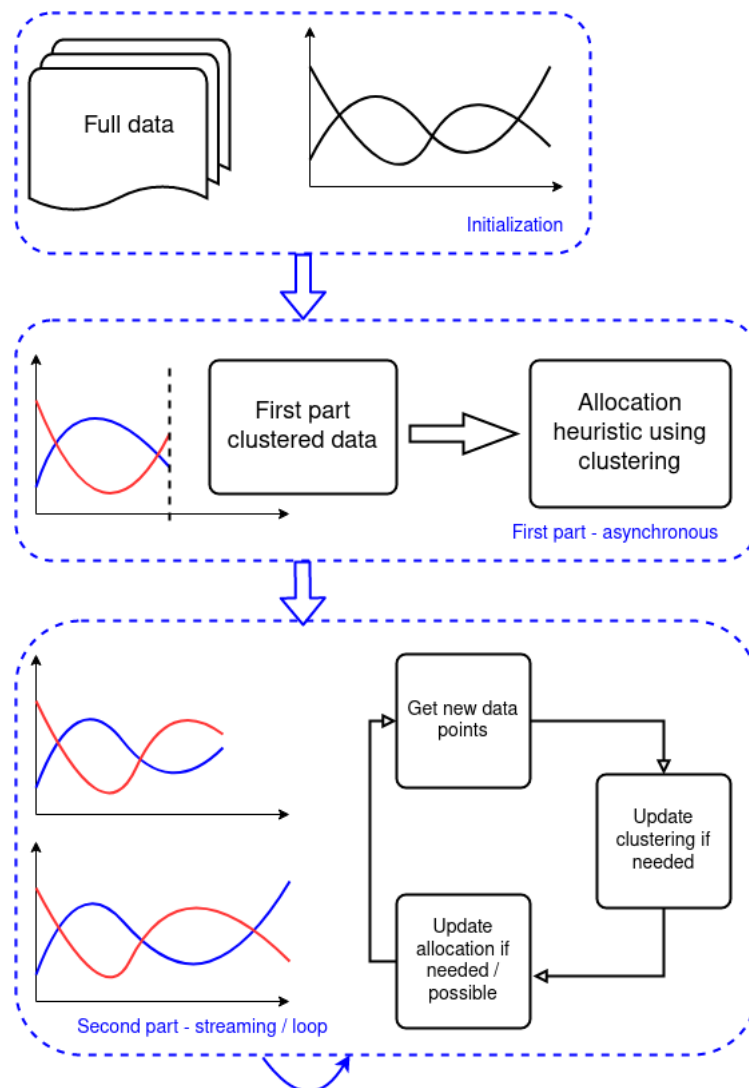 Full data
Initialization
First part
clustered data
Allocation
heuristic using
clustering
First part - asynchronous
Get new data
points
Update
clustering if
needed
Update
allocation if
needed /
possible
Second part - streaming / loop